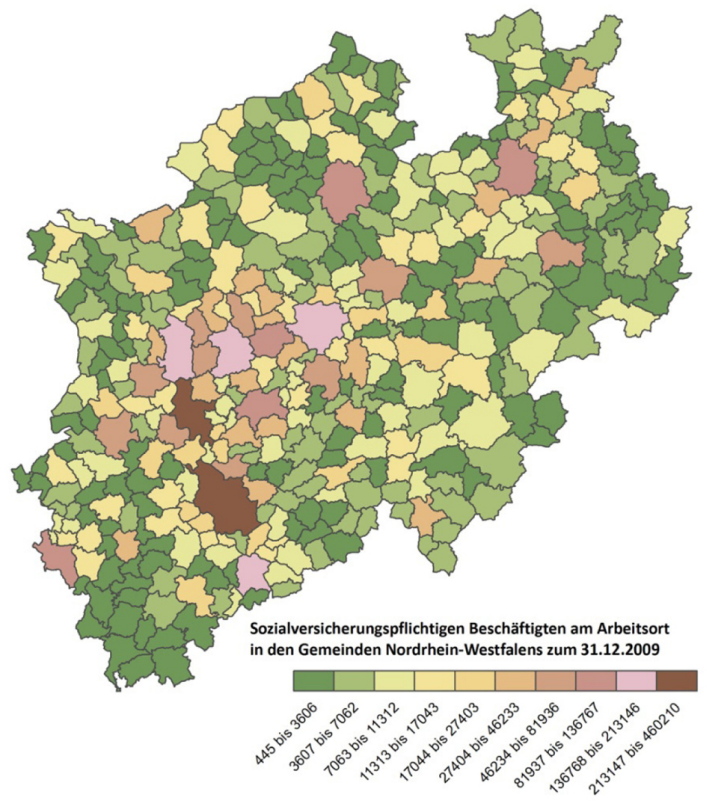 Sozialversicherungspflichtigen Beschäftigten am Arbeitsort
in den Gemeinden Nordrhein-Westfalens zum 31.12.2009
445 bis 3606
3607 bis 7062
7063 bis 11312
11313 bis 17043
17044 bis 27403
27404 bis 46233
46234 bis 81936
81937 bis 136767
136768 bis 213146
213147 bis 460210